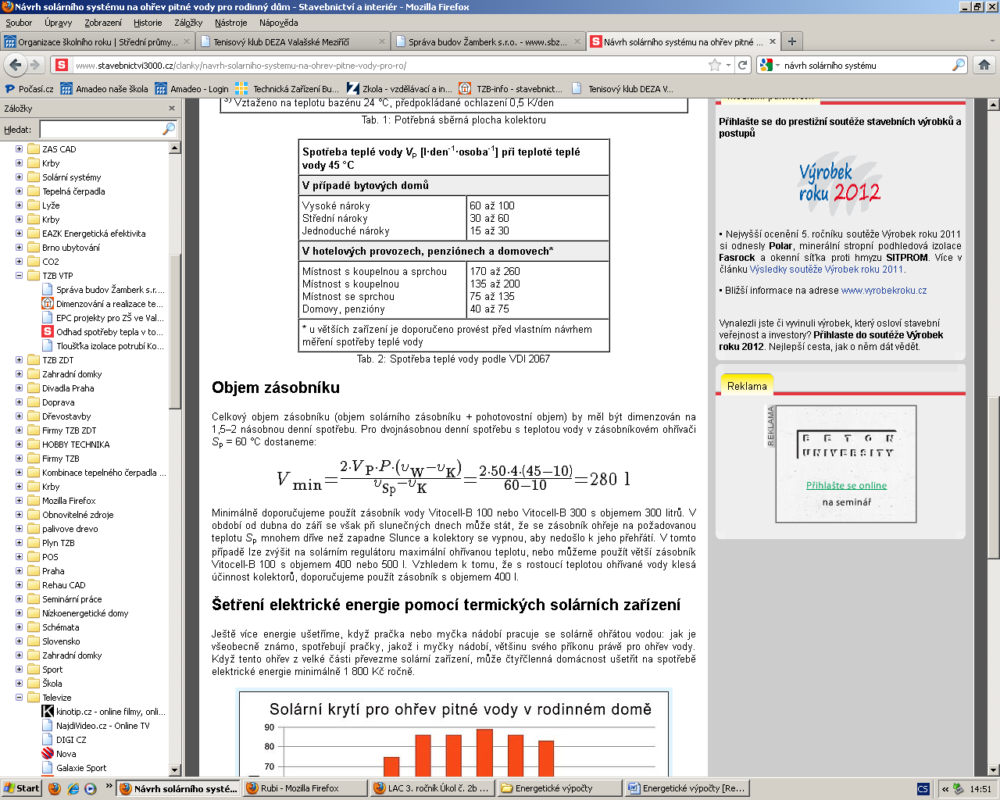 Návrh solárního systému na ohřev pitné vody pro rodinný dům - Stavebnictví a interiér - Mozilla Firefox
Soubor Úpravy Zobrazení Historie Záložky Nástroje Nápověda
Organizace školního roku | Střední průmy...
Tenisový klub DEZA Valašské Meziříčí
Správa budov Žamberk s.r.o. - www.sbz...
Návrh solárního systému na ohřev pitné ...
www.stavebnictvi3000.cz/clanky/navrh-solarniho-systemu-na-ohrev-pitne-vody-pro-ro/
návrh solárního systému
Počasí.cz Amadeo naše škola Amadeo - Login Technická Zařízení Bu... Zkola - vzdělávací a in... TZB-info - stavebnict... Tenisový klub DEZA V...
Záložky
Hledat:
ZAS CAD
Krby
Solární systémy
Tepelná čerpadla
Lyže
Krby
EAZK Energetická efektivita
Brno ubytování
CO2
TZB VTP
Správa budov Žamberk s.r....
Dimenzování a realizace te...
EPC projekty pro ZŠ ve Val...
Odhad spotřeby tepla v to...
Tloušťka izolace potrubí Ko...
TZB ZDT
Zahradní domky
Divadla Praha
Doprava
Dřevostavby
Firmy TZB ZDT
HOBBY TECHNIKA
Firmy TZB
Kombinace tepelného čerpadla ...
Krby
Mozilla Firefox
Obnovitelné zdroje
palivove drevo
Plyn TZB
POS
Praha
Rehau CAD
Seminární práce
Nízkoenergetické domy
Schémata
Slovensko
Zahradní domky
Sport
Škola
Televize
kinotip.cz - online filmy, onli...
NajdiVideo.cz - Online TV
DIGI CZ
Nova
Galaxie Sport
3) Vztaženo na teplotu bazénu 24 °C, předpokládané ochlazení 0,5 K/den
Tab. 1: Potřebná sběrná plocha kolektoru
Spotřeba teplé vody VP [l·den-1·osoba-1] při teplotě teplé
vody 45 °C
V případě bytových domů
Vysoké nároky 60 až 100
Střední nároky 30 až 60
Jednoduché nároky 15 až 30
V hotelových provozech, penziónech a domovech*
Místnost s koupelnou a sprchou 170 až 260
Místnost s koupelnou 135 až 200
Místnost se sprchou 75 až 135
Domovy, penzióny 40 až 75
* u větších zařízení je doporučeno provést před vlastním návrhem
měření spotřeby teplé vody
Tab. 2: Spotřeba teplé vody podle VDI 2067
Objem zásobníku
Celkový objem zásobníku (objem solárního zásobníku + pohotovostní objem) by měl být dimenzován na
1,5–2 násobnou denní spotřebu. Pro dvojnásobnou denní spotřebu s teplotou vody v zásobníkovém ohřívači
SP = 60 °C dostaneme:
V min = 2·VP·P·(υW−υK) / υSp−υK = 2·50·4·(45−10) / 60−10 = 280 l
Minimálně doporučujeme použít zásobník vody Vitocell-B 100 nebo Vitocell-B 300 s objemem 300 litrů. V
období od dubna do září se však při slunečných dnech může stát, že se zásobník ohřeje na požadovanou
teplotu SP mnohem dříve než zapadne Slunce a kolektory se vypnou, aby nedošlo k jeho přehřátí. V tomto
případě lze zvýšit na solárním regulátoru maximální ohřívanou teplotu, nebo můžeme použít větší zásobník
Vitocell-B 100 s objemem 400 nebo 500 l. Vzhledem k tomu, že s rostoucí teplotou ohřívané vody klesá
účinnost kolektorů, doporučujeme použít zásobník s objemem 400 l.
Šetření elektrické energie pomocí termických solárních zařízení
Ještě více energie ušetříme, když pračka nebo myčka nádobí pracuje se solárně ohřátou vodou: jak je
všeobecně známo, spotřebují pračky, jakož i myčky nádobí, většinu svého příkonu právě pro ohřev vody.
Když tento ohřev z velké části převezme solární zařízení, může čtyřčlenná domácnost ušetřit na spotřebě
elektrické energie minimálně 1 800 Kč ročně.
Solární krytí pro ohřev pitné vody v rodinném domě
90
80
70
Přihlašte se do prestižní soutěže stavebních výrobků a
postupů
Výrobek
roku 2012
• Nejvyšší ocenění 5. ročníku soutěže Výrobek roku 2011
si odnesly Polar, minerální stropní podhledová izolace
Fasrock a okenní síťka proti hmyzu SITPROM. Více v
článku Výsledky soutěže Výrobek roku 2011.
• Bližší informace na adrese www.vyrobekroku.cz
Vynalezli jste či vyvinuli výrobek, který osloví stavební
veřejnost a investory? Přihlaste do soutěže Výrobek
roku 2012. Nejlepší cesta, jak o něm dát vědět.
Reklama
REKLAMA
BETON
UNIVERSITY
Přihlašte se online
na seminář
Start
Návrh solárního systé...
Rubi - Mozilla Firefox
LAC 3. ročník Úkol č. 2b ...
Energetické výpočty
Energetické výpočty [Re...
CS
14:51